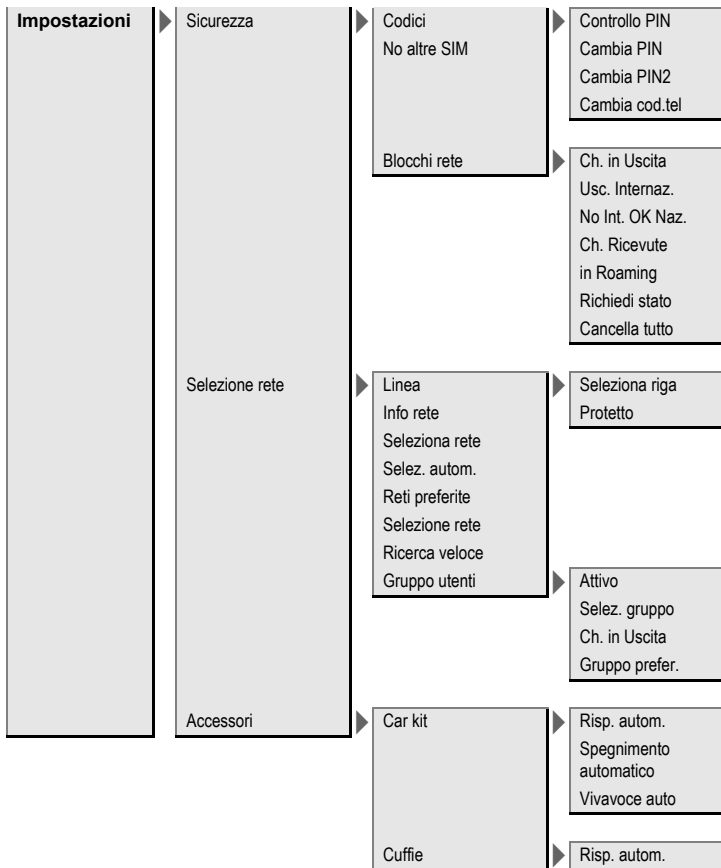 Impostazioni
Sicurezza
Codici
Controllo PIN
No altre SIM
Cambia PIN
Cambia PIN2
Cambia cod.tel
Blocchi rete
Ch. in Uscita
Usc. Internaz.
No Int. OK Naz.
Ch. Ricevute
in Roaming
Richiedi stato
Cancella tutto
Selezione rete
Linea
Seleziona riga
Info rete
Protetto
Seleziona rete
Selez. autom.
Reti preferite
Selezione rete
Ricerca veloce
Gruppo utenti
Attivo
Selez. gruppo
Ch. in Uscita
Gruppo prefer.
Accessori
Car kit
Risp. autom.
Spegnimento
automatico
Vivavoce auto
Cuffie
Risp. autom.